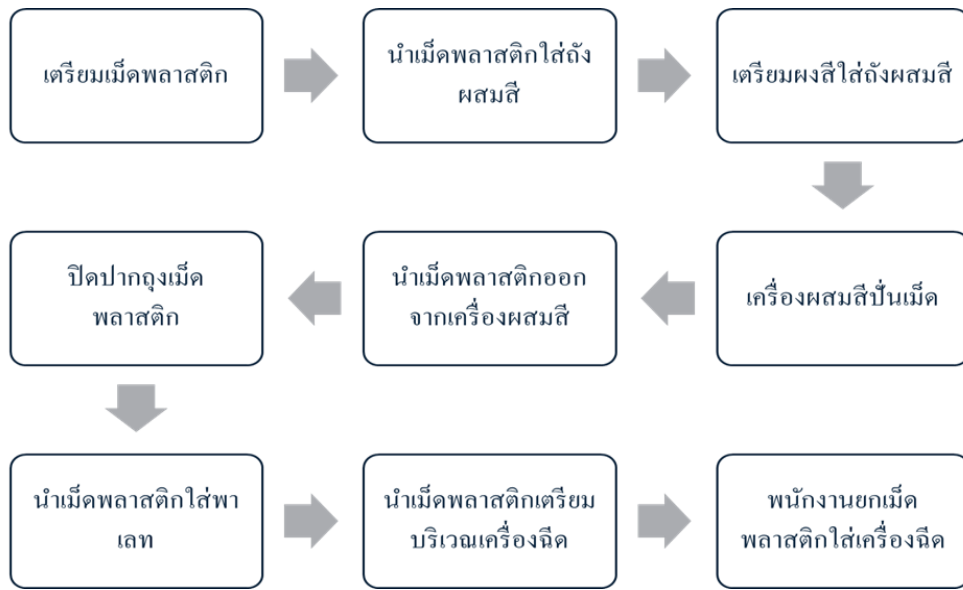 เตรียมเม็ดพลาสติก
นำเม็ดพลาสติกใส่ถัง
ผสมสี
เตรียมผงสีใส่ถังผสมสี
เครื่องผสมสีปั่นเม็ด
นำเม็ดพลาสติกออก
จากเครื่องผสมสี
ปิดปากถุงเม็ด
พลาสติก
นำเม็ดพลาสติกใส่พา
เลท
นำเม็ดพลาสติกเตรียม
บริเวณเครื่องฉีด
พนักงานยกเม็ด
พลาสติกใส่เครื่องฉีด